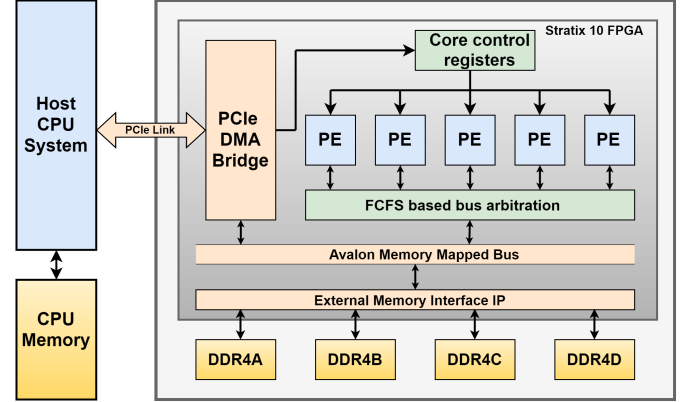 Stratix 10 FPGA
Core control
registers
Host
CPU
System
PCIe Link
PCIe
DMA
Bridge
PE
PE
PE
PE
PE
FCFS based bus arbitration
Avalon Memory Mapped Bus
External Memory Interface IP
CPU
Memory
DDR4A
DDR4B
DDR4C
DDR4D